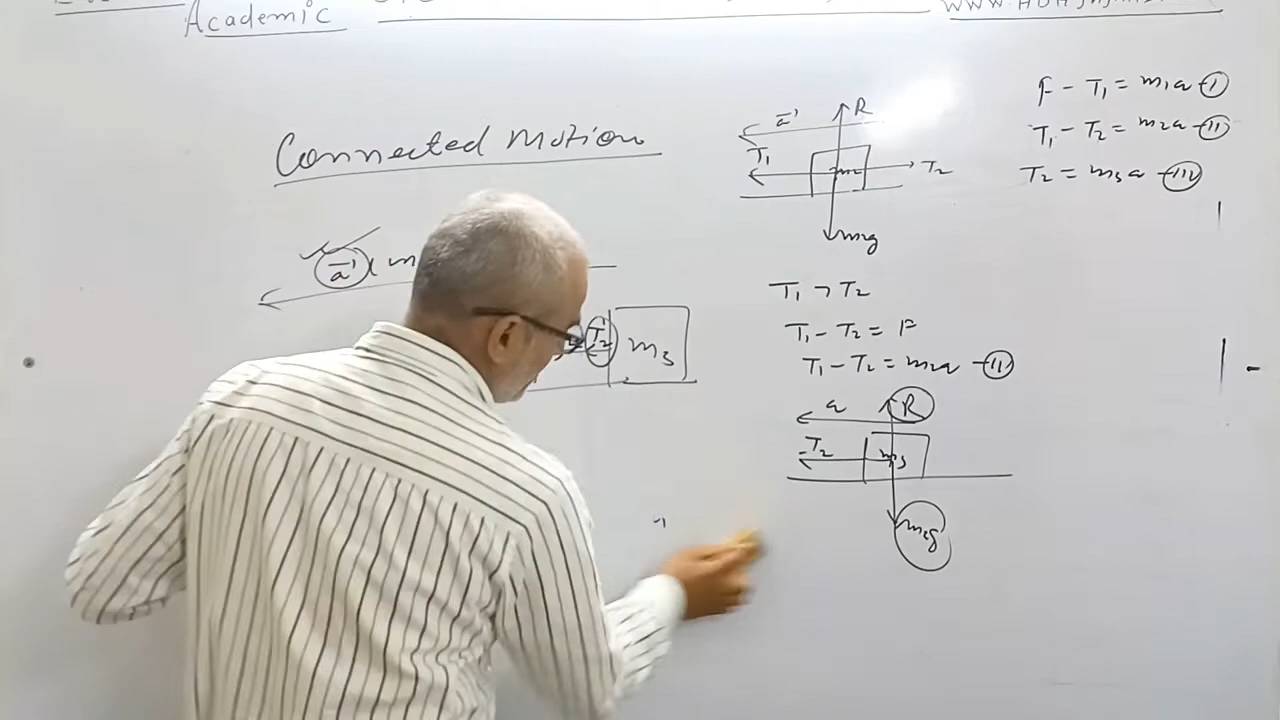 Academic
Connected Motion
a' ( m
T2
m3
a'
R
T1
m2
T2
mg
T1 > T2
T1 - T2 = F
T1 - T2 = m2a - (II)
a
R
T2
m3
m3g
F - T1 = m1a (I)
T1 - T2 = m2a - (II)
T2 = m3a - (III)